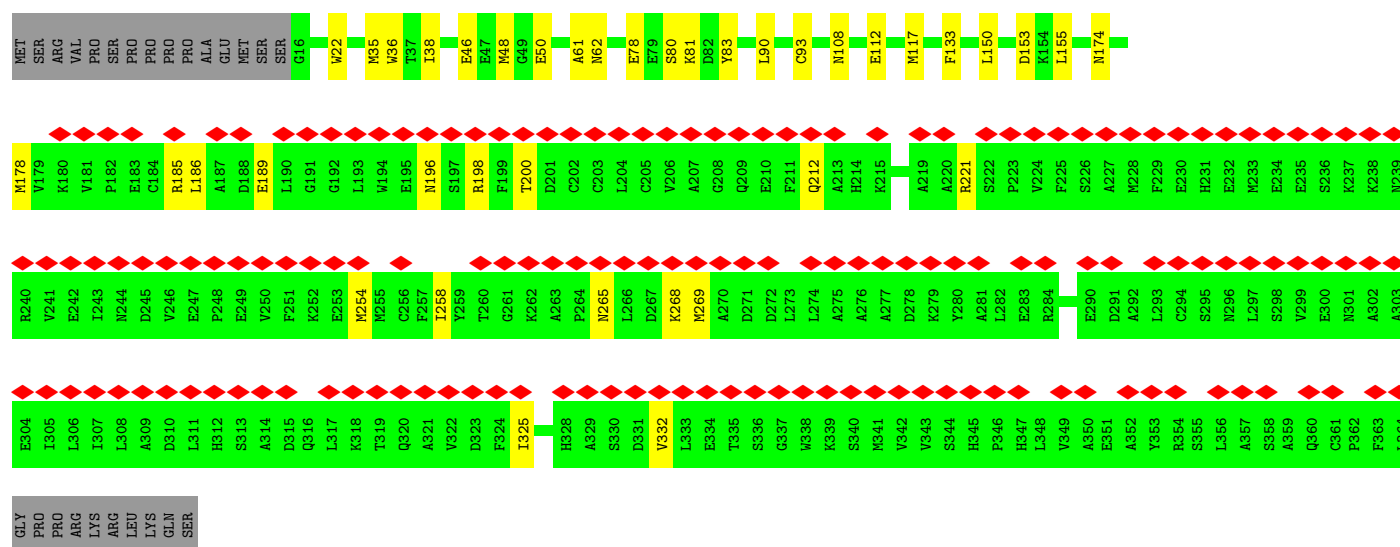 MET SER ARG VAL PRO SER PRO PRO PRO PRO ALA GLU MET SER SER G16 W22 M35 W36 T37 I38 E46 E47 M48 G49 E50 A61 N62 E78 E79 S80 K81 D82 Y83 L90 C93 N108 E112 M117 F133 L150 D153 K154 L155 N174
M178 V179 K180 V181 P182 E183 C184 R185 L186 A187 D188 E189 L190 G191 G192 L193 W194 E195 N196 S197 R198 F199 T200 D201 C202 C203 L204 C205 V206 A207 G208 Q209 E210 F211 Q212 A213 H214 K215 A219 A220 R221 S222 P223 V224 F225 S226 A227 M228 F229 E230 H231 E232 M233 E234 E235 S236 K237 K238 N239
R240 V241 E242 I243 N244 D245 V246 E247 P248 E249 V250 F251 K252 E253 M254 M255 C256 F257 I258 Y259 T260 G261 K262 A263 P264 N265 L266 D267 K268 M269 A270 D271 D272 L273 L274 A275 A276 A277 D278 K279 Y280 A281 L282 E283 R284 E290 D291 A292 L293 C294 S295 N296 L297 S298 V299 E300 N301 A302 A303
E304 I305 L306 I307 L308 A309 D310 L311 H312 S313 A314 D315 Q316 L317 K318 T319 Q320 A321 V322 D323 F324 I325 H328 A329 S330 D331 V332 L333 E334 T335 S336 G337 W338 K339 S340 M341 V342 V343 S344 H345 P346 H347 L348 V349 A350 E351 A352 Y353 R354 S355 L356 A357 S358 A359 Q360 C361 P362 F363
GLY PRO PRO ARG LYS ARG LEU LYS GLN SER